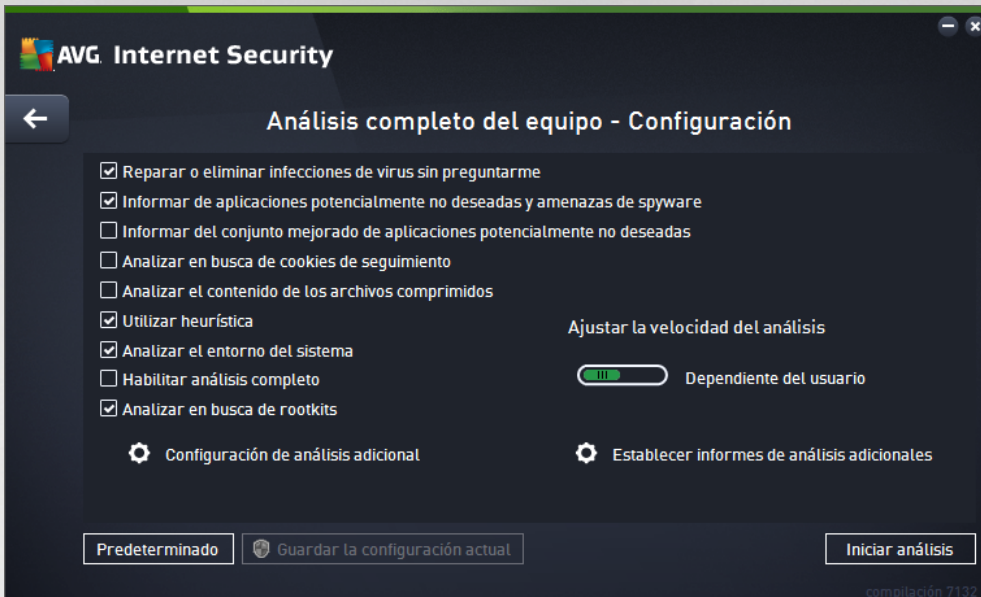 AVG. Internet Security
Análisis completo del equipo - Configuración
Reparar o eliminar infecciones de virus sin preguntarme
Informar de aplicaciones potencialmente no deseadas y amenazas de spyware
Informar del conjunto mejorado de aplicaciones potencialmente no deseadas
Analizar en busca de cookies de seguimiento
Analizar el contenido de los archivos comprimidos
Utilizar heurística
Ajustar la velocidad del análisis
Analizar el entorno del sistema
Habilitar análisis completo
Dependiente del usuario
Analizar en busca de rootkits
Configuración de análisis adicional
Establecer informes de análisis adicionales
Predeterminado
Guardar la configuración actual
Iniciar análisis
compilación 7132